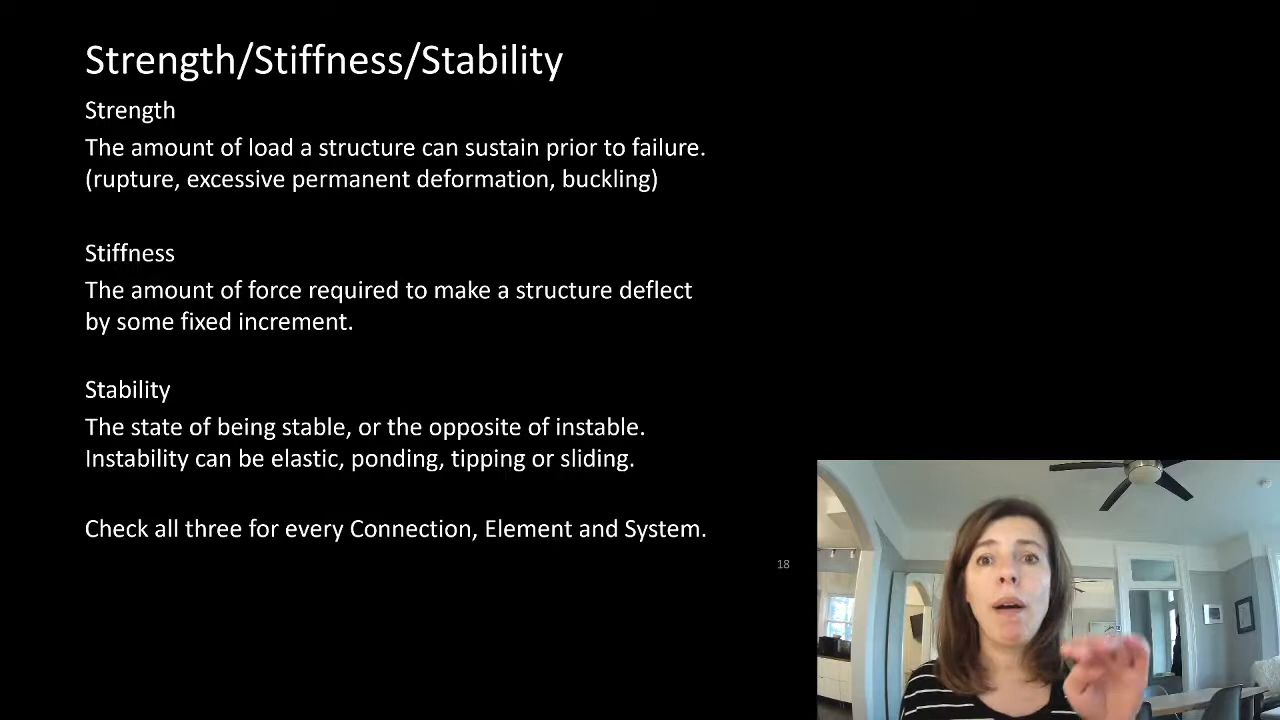 Strength/Stiffness/Stability
Strength
The amount of load a structure can sustain prior to failure.
(rupture, excessive permanent deformation, buckling)
Stiffness
The amount of force required to make a structure deflect
by some fixed increment.
Stability
The state of being stable, or the opposite of instable.
Instability can be elastic, ponding, tipping or sliding.
Check all three for every Connection, Element and System.
18